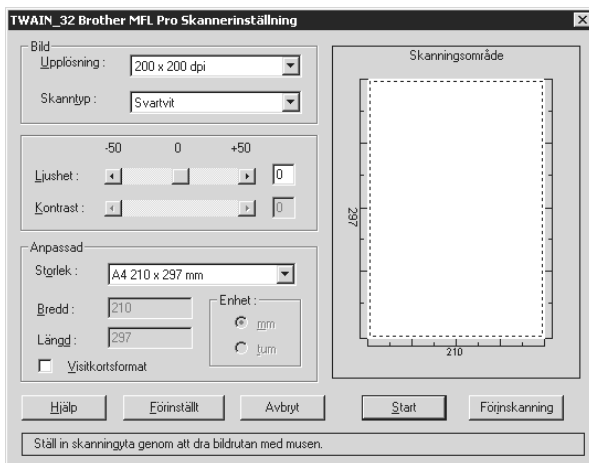 TWAIN_32 Brother MFL Pro Skannerinställning
Bild
Upplösning :
200 x 200 dpi
Skanntyp :
Svartvit
-50 0 +50
Ljushet :
0
Kontrast :
0
Anpassad
Storlek :
A4 210 x 297 mm
Bredd :
210
Längd :
297
Enhet :
mm
tum
Visitkortsformat
Skanningsområde
297
210
Hjälp
Förinställt
Avbryt
Start
Förinskanning
Ställ in skanningyta genom att dra bildrutan med musen.